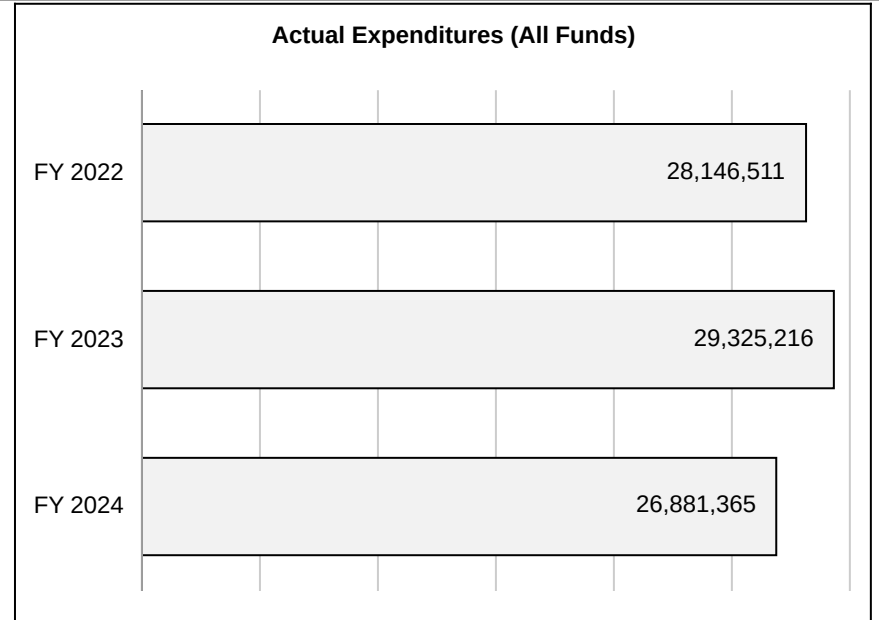 Actual Expenditures (All Funds)
FY 2022 28,146,511
FY 2023 29,325,216
FY 2024 26,881,365